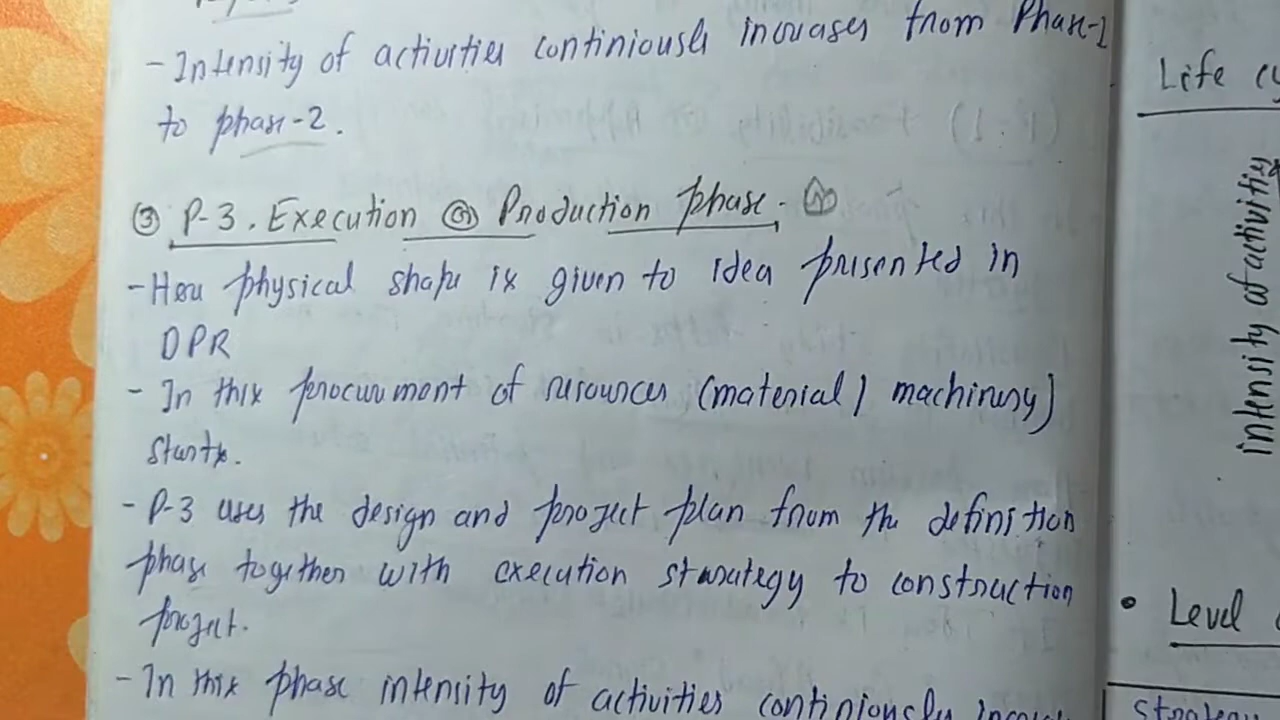 - Intensity of activities continiously increases from Phase-1
to phase-2.
③ P-3. Execution or Production phase.
- Here physical shape is given to idea presented in
DPR
- In this procurment of resources (material / machinery)
starts.
- P-3 uses the design and project plan from the definition
phase together with execution strategy to construction
project.
- In this phase intensity of activities continiously
Life
intensity of activities
• Level
Strategy